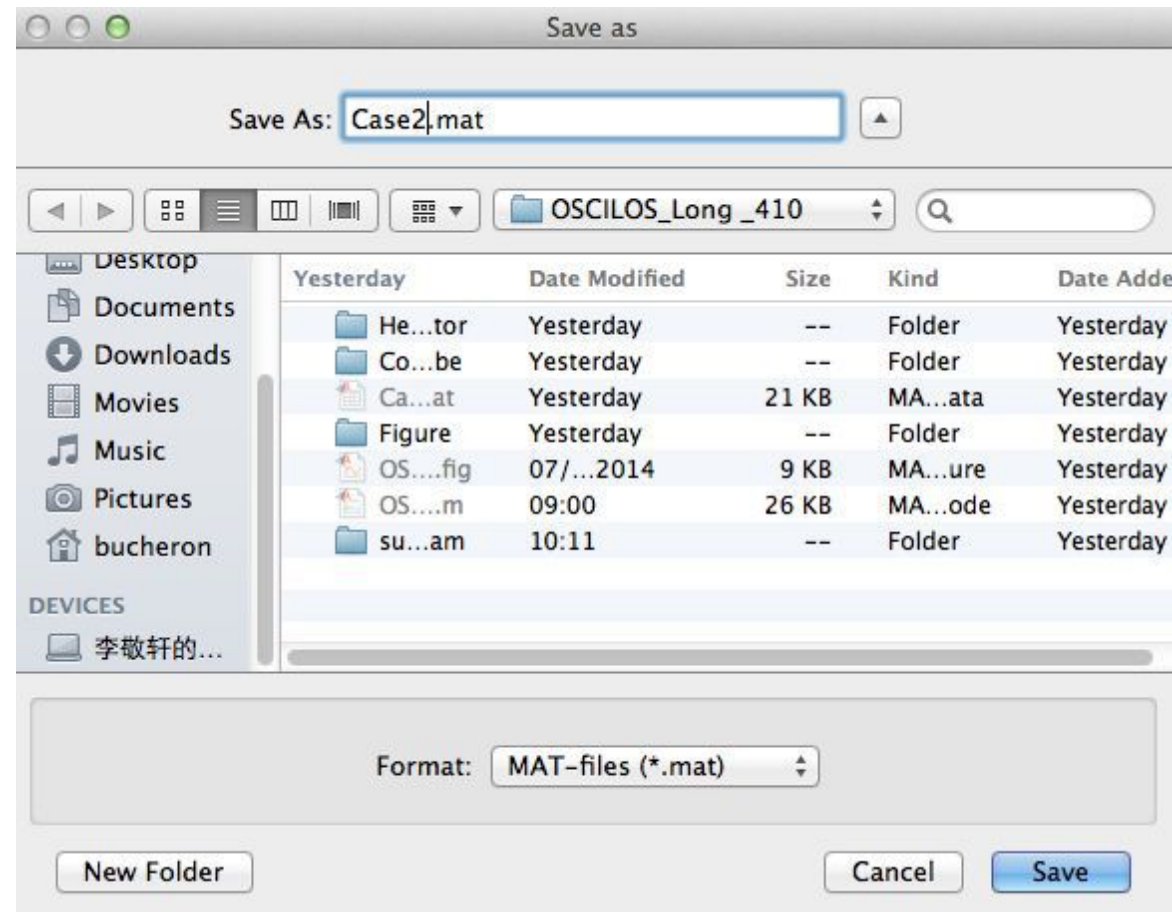 Save as
Save As: Case2.mat
OSCILOS_Long _410
Desktop
Documents
Downloads
Movies
Music
Pictures
bucheron
DEVICES
李敬轩的...
Yesterday Date Modified Size Kind Date Adde
He...tor Yesterday -- Folder Yesterday
Co...be Yesterday -- Folder Yesterday
Ca...at Yesterday 21 KB MA...ata Yesterday
Figure Yesterday -- Folder Yesterday
OS....fig 07/...2014 9 KB MA...ure Yesterday
OS....m 09:00 26 KB MA...ode Yesterday
su...am 10:11 -- Folder Yesterday
Format: MAT-files (*.mat)
New Folder Cancel Save